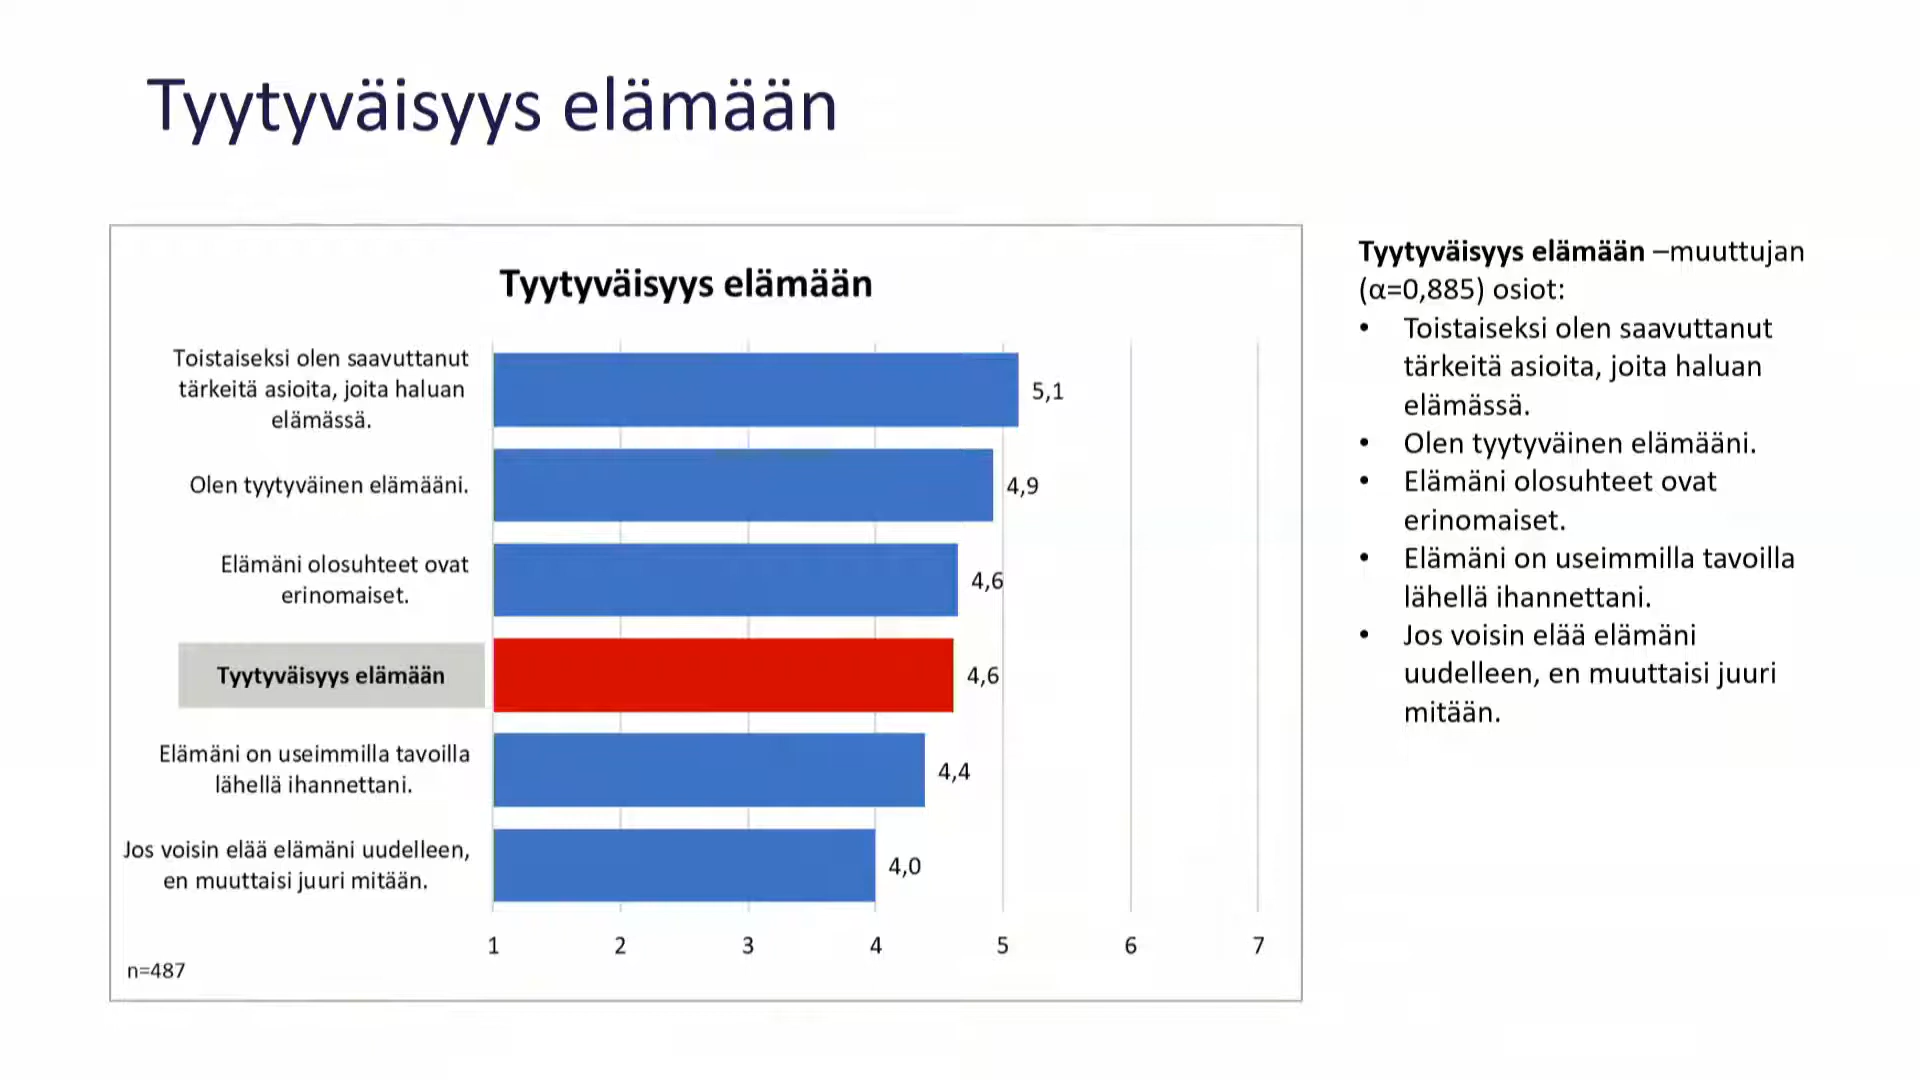 Tyytyväisyys elämään
Tyytyväisyys elämään
Toistaiseksi olen saavuttanut
tärkeitä asioita, joita haluan
elämässä.
5,1
Olen tyytyväinen elämääni.
4,9
Elämäni olosuhteet ovat
erinomaiset.
4,6
Tyytyväisyys elämään
4,6
Elämäni on useimmilla tavoilla
lähellä ihannettani.
4,4
Jos voisin elää elämäni uudelleen,
en muuttaisi juuri mitään.
4,0
1 2 3 4 5 6 7
n=487
Tyytyväisyys elämään –muuttujan
(α=0,885) osiot:
• Toistaiseksi olen saavuttanut
tärkeitä asioita, joita haluan
elämässä.
• Olen tyytyväinen elämääni.
• Elämäni olosuhteet ovat
erinomaiset.
• Elämäni on useimmilla tavoilla
lähellä ihannettani.
• Jos voisin elää elämäni
uudelleen, en muuttaisi juuri
mitään.